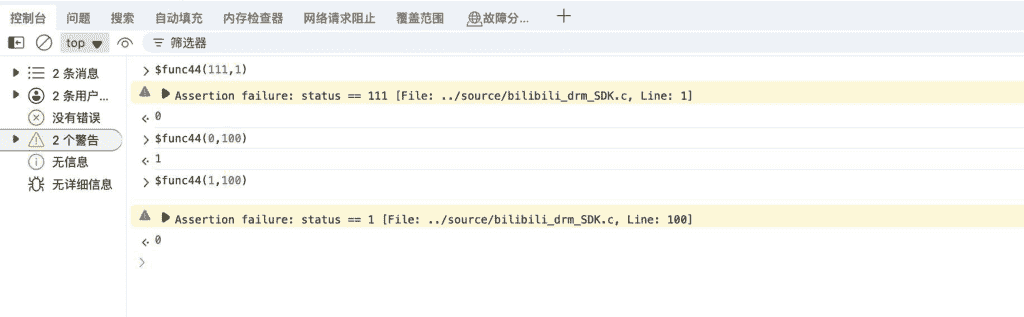 控制台 问题 搜索 自动填充 内存检查器 网络请求阻止 覆盖范围 故障分...
top 筛选器
2 条消息
2 条用户...
没有错误
2 个警告
无信息
无详细信息
$func44(111,1)
Assertion failure: status == 111 [File: ../source/bilibili_drm_SDK.c, Line: 1]
0
$func44(0,100)
1
$func44(1,100)
Assertion failure: status == 1 [File: ../source/bilibili_drm_SDK.c, Line: 100]
0